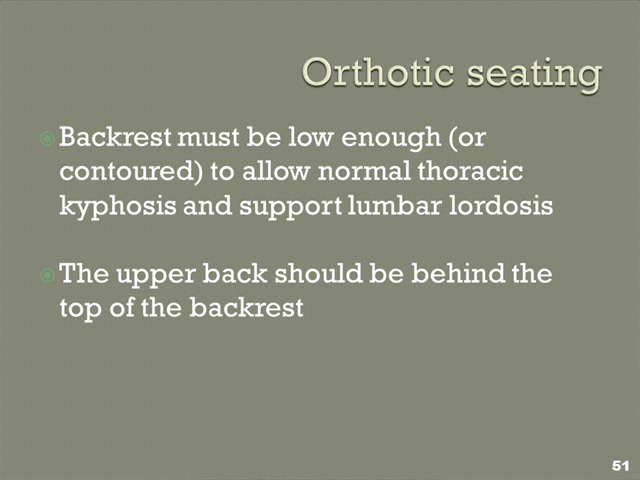 Orthotic seating
Backrest must be low enough (or
contoured) to allow normal thoracic
kyphosis and support lumbar lordosis
The upper back should be behind the
top of the backrest
51